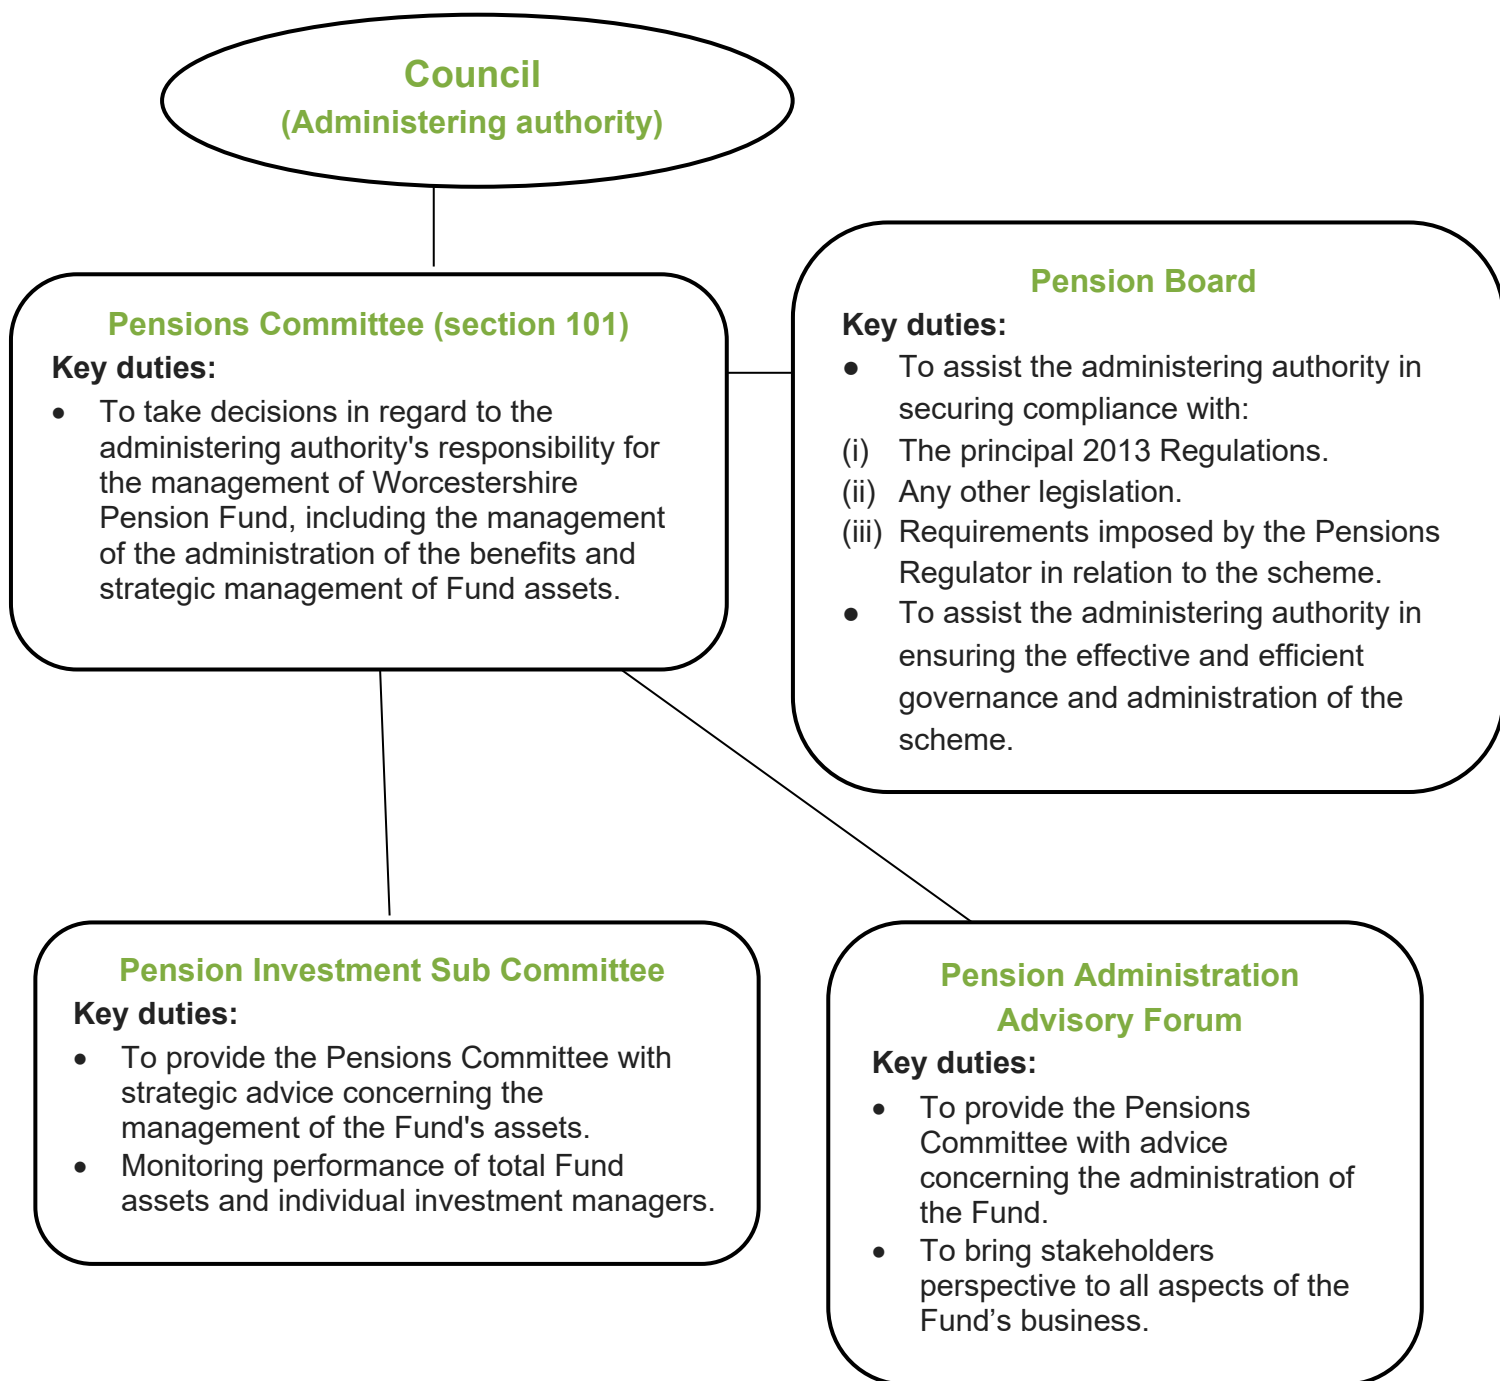 Council
(Administering authority)
Pensions Committee (section 101)
Key duties:
• To take decisions in regard to the
administering authority's responsibility for
the management of Worcestershire
Pension Fund, including the management
of the administration of the benefits and
strategic management of Fund assets.
Pension Board
Key duties:
• To assist the administering authority in
securing compliance with:
(i) The principal 2013 Regulations.
(ii) Any other legislation.
(iii) Requirements imposed by the Pensions
Regulator in relation to the scheme.
• To assist the administering authority in
ensuring the effective and efficient
governance and administration of the
scheme.
Pension Investment Sub Committee
Key duties:
• To provide the Pensions Committee with
strategic advice concerning the
management of the Fund's assets.
• Monitoring performance of total Fund
assets and individual investment managers.
Pension Administration
Advisory Forum
Key duties:
• To provide the Pensions
Committee with advice
concerning the administration of
the Fund.
• To bring stakeholders
perspective to all aspects of the
Fund’s business.